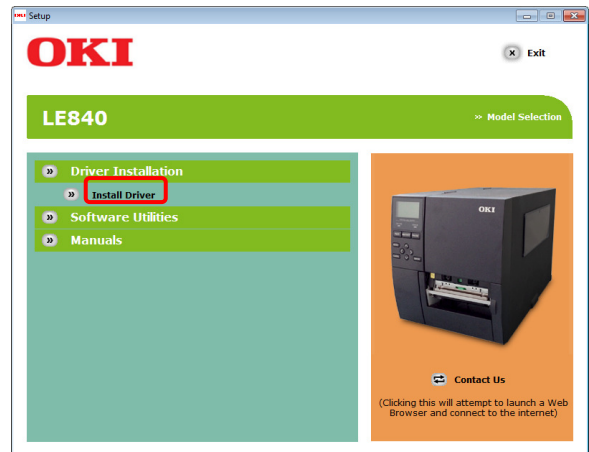 Setup
OKI
× Exit
LE840
» Model Selection
» Driver Installation
» Install Driver
» Software Utilities
» Manuals
OKI
Contact Us
(Clicking this will attempt to launch a Web
Browser and connect to the internet)